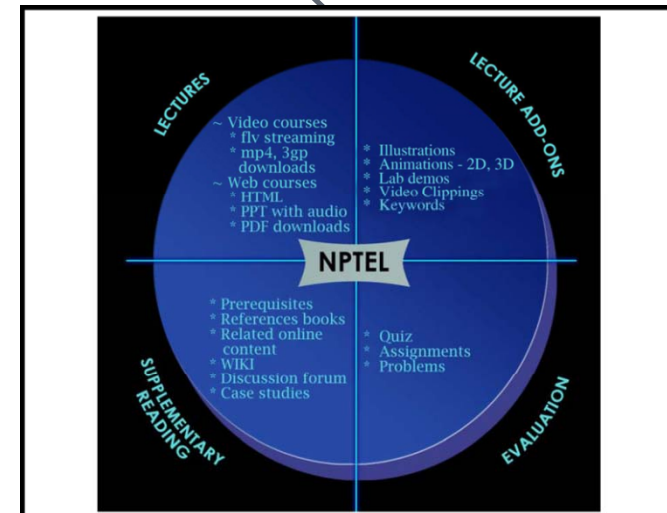 LECTURES
~ Video courses
* flv streaming
* mp4, 3gp
downloads
~ Web courses
* HTML
* PPT with audio
* PDF downloads
LECTURE ADD-ONS
* Illustrations
* Animations - 2D, 3D
* Lab demos
* Video Clippings
* Keywords
NPTEL
* Prerequisites
* References books
* Related online
content
* WIKI
* Discussion forum
* Case studies
SUPPLEMENTARY
READING
* Quiz
* Assignments
* Problems
EVALUATION